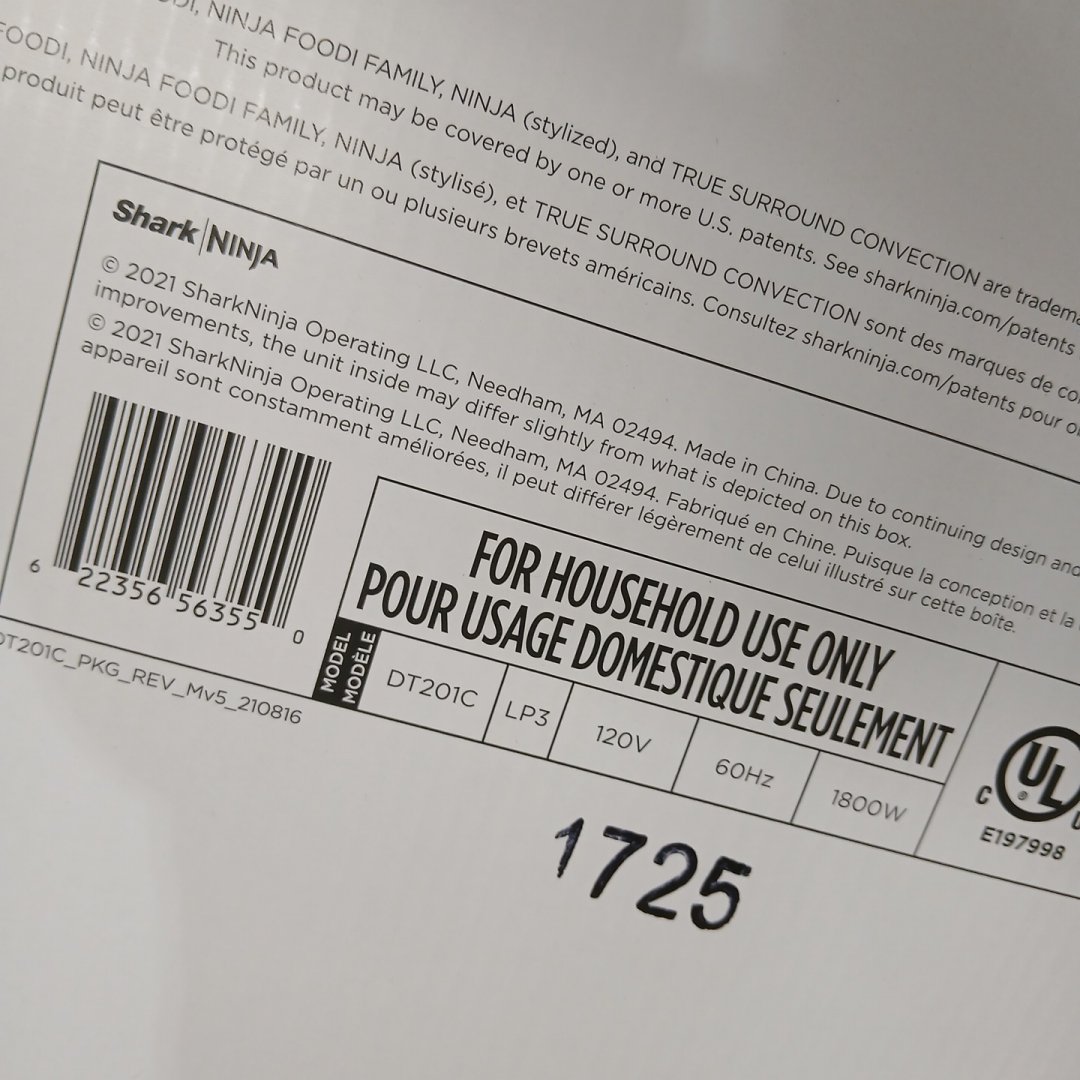 NINJA FOODI FAMILY, NINJA (stylized), and TRUE SURROUND CONVECTION are
This product may be covered by one or more U.S. patents. See sharkninja.com/patents
FOODI, NINJA FOODI FAMILY, NINJA (stylisé), et TRUE SURROUND CONVECTION sont des marques de
produit peut être protégé par un ou plusieurs brevets américains. Consultez sharkninja.com/patents pour
Shark|NINJA
© 2021 SharkNinja Operating LLC, Needham, MA 02494. Made in China. Due to continuing design and
improvements, the unit inside may differ slightly from what is depicted on this box.
© 2021 SharkNinja Operating LLC, Needham, MA 02494. Fabriqué en Chine. Puisque la conception et la
appareil sont constamment améliorées, il peut différer légèrement de celui illustré sur cette boîte.
6 22356 56355 0
FOR HOUSEHOLD USE ONLY
POUR USAGE DOMESTIQUE SEULEMENT
MODEL
MODÈLE
DT201C LP3 120V 60Hz 1800W
C UL ®
E197998
DT201C_PKG_REV_Mv5_210816
1725